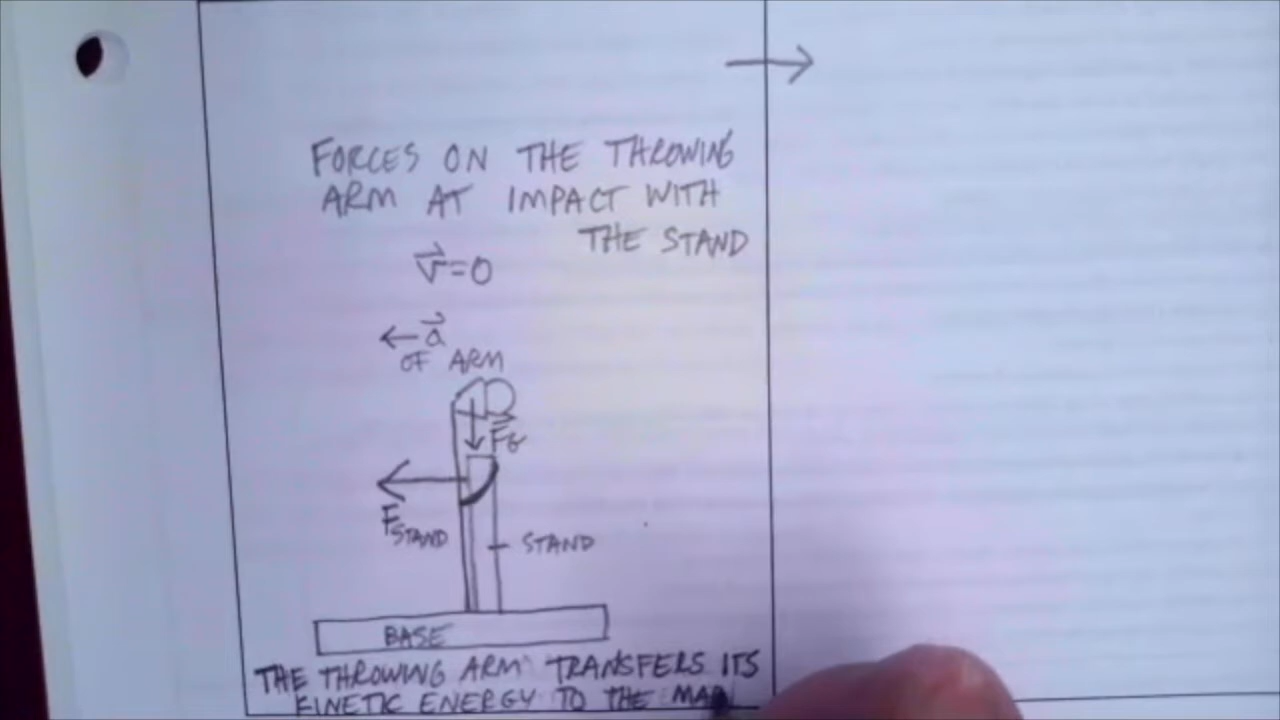 FORCES ON THE THROWING
ARM AT IMPACT WITH
THE STAND
v⃗=0
←a⃗
OF ARM
F⃗G
FSTAND
STAND
BASE
THE THROWING ARM TRANSFERS ITS
KINETIC ENERGY TO THE